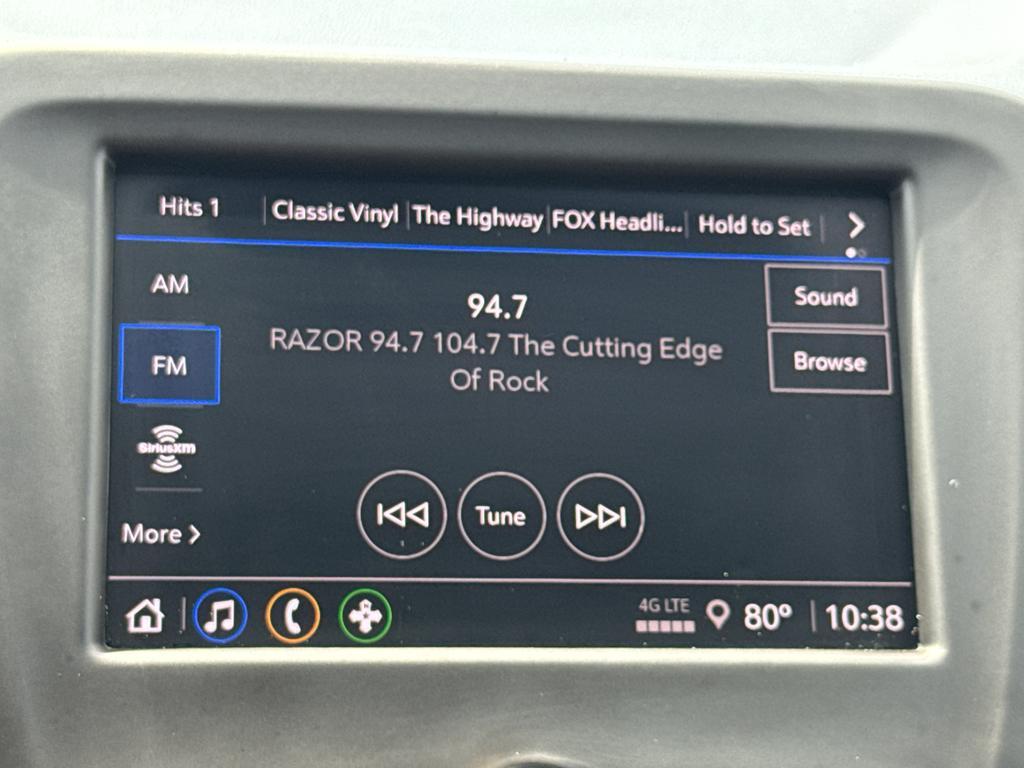 Hits 1 Classic Vinyl The Highway FOX Headli... Hold to Set
AM
94.7
Sound
RAZOR 94.7 104.7 The Cutting Edge
Of Rock
FM
Browse
SiriusXM
Tune
More
4G LTE
80° 10:38